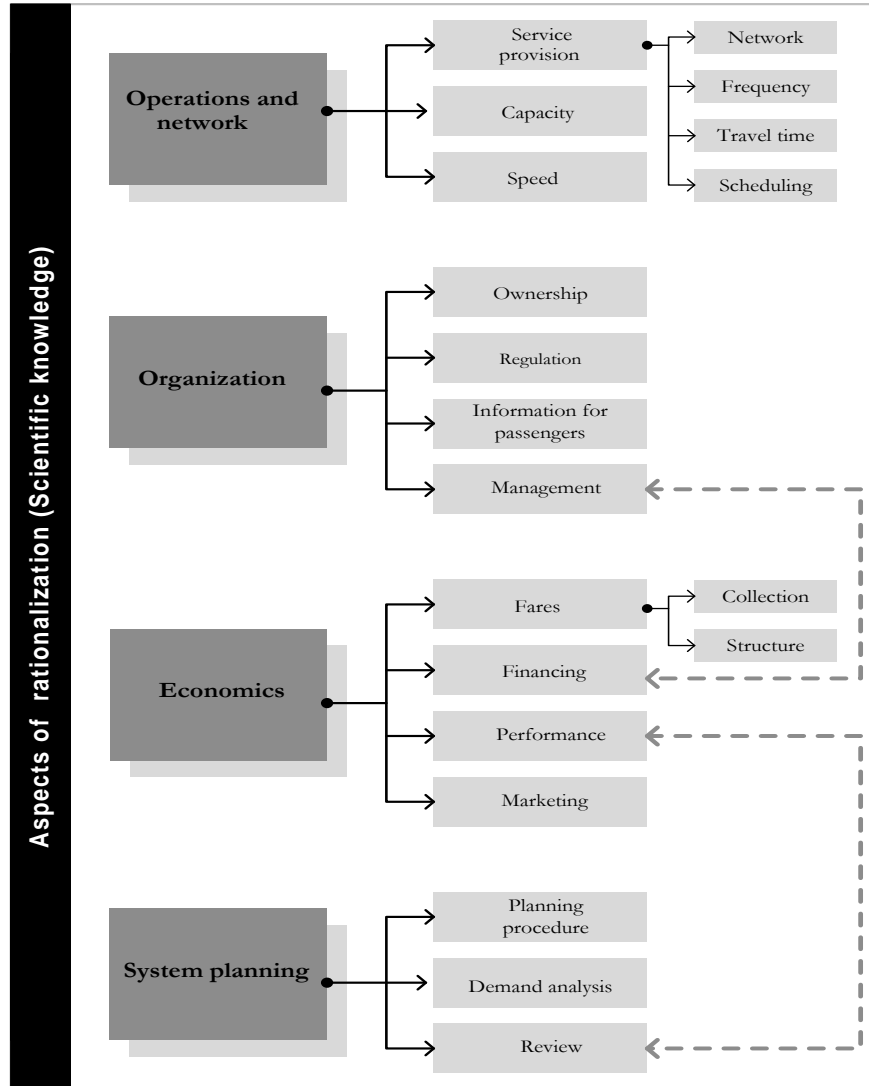 Aspects of rationalization (Scientific knowledge)
Operations and
network
Service
provision
Capacity
Speed
Network
Frequency
Travel time
Scheduling
Organization
Ownership
Regulation
Information for
passengers
Management
Economics
Fares
Financing
Performance
Marketing
Collection
Structure
System planning
Planning
procedure
Demand analysis
Review